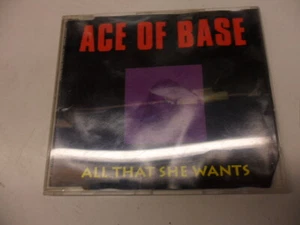 ACE OF BASE
ALL THAT SHE WANTS